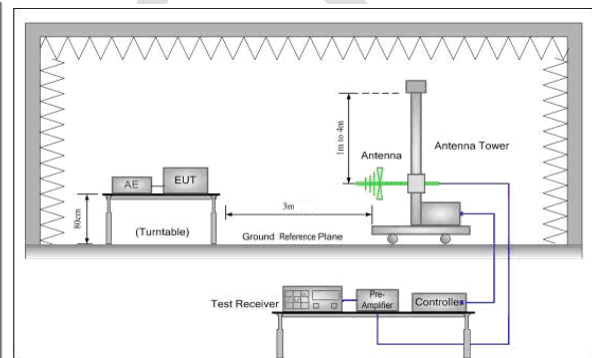 1m to 4m
Antenna
Antenna Tower
AE
EUT
80cm
3m
(Turntable)
Ground Reference Plane
Test Receiver
Pre-
Amplifier
Controller